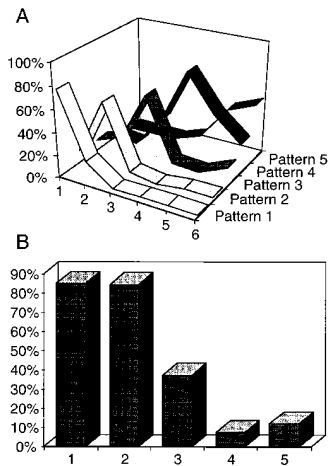 A
100%
80%
60%
40%
20%
0%
1 2 3 4 5 6
Pattern 5
Pattern 4
Pattern 3
Pattern 2
Pattern 1
B
90%
80%
70%
60%
50%
40%
30%
20%
10%
0%
1 2 3 4 5